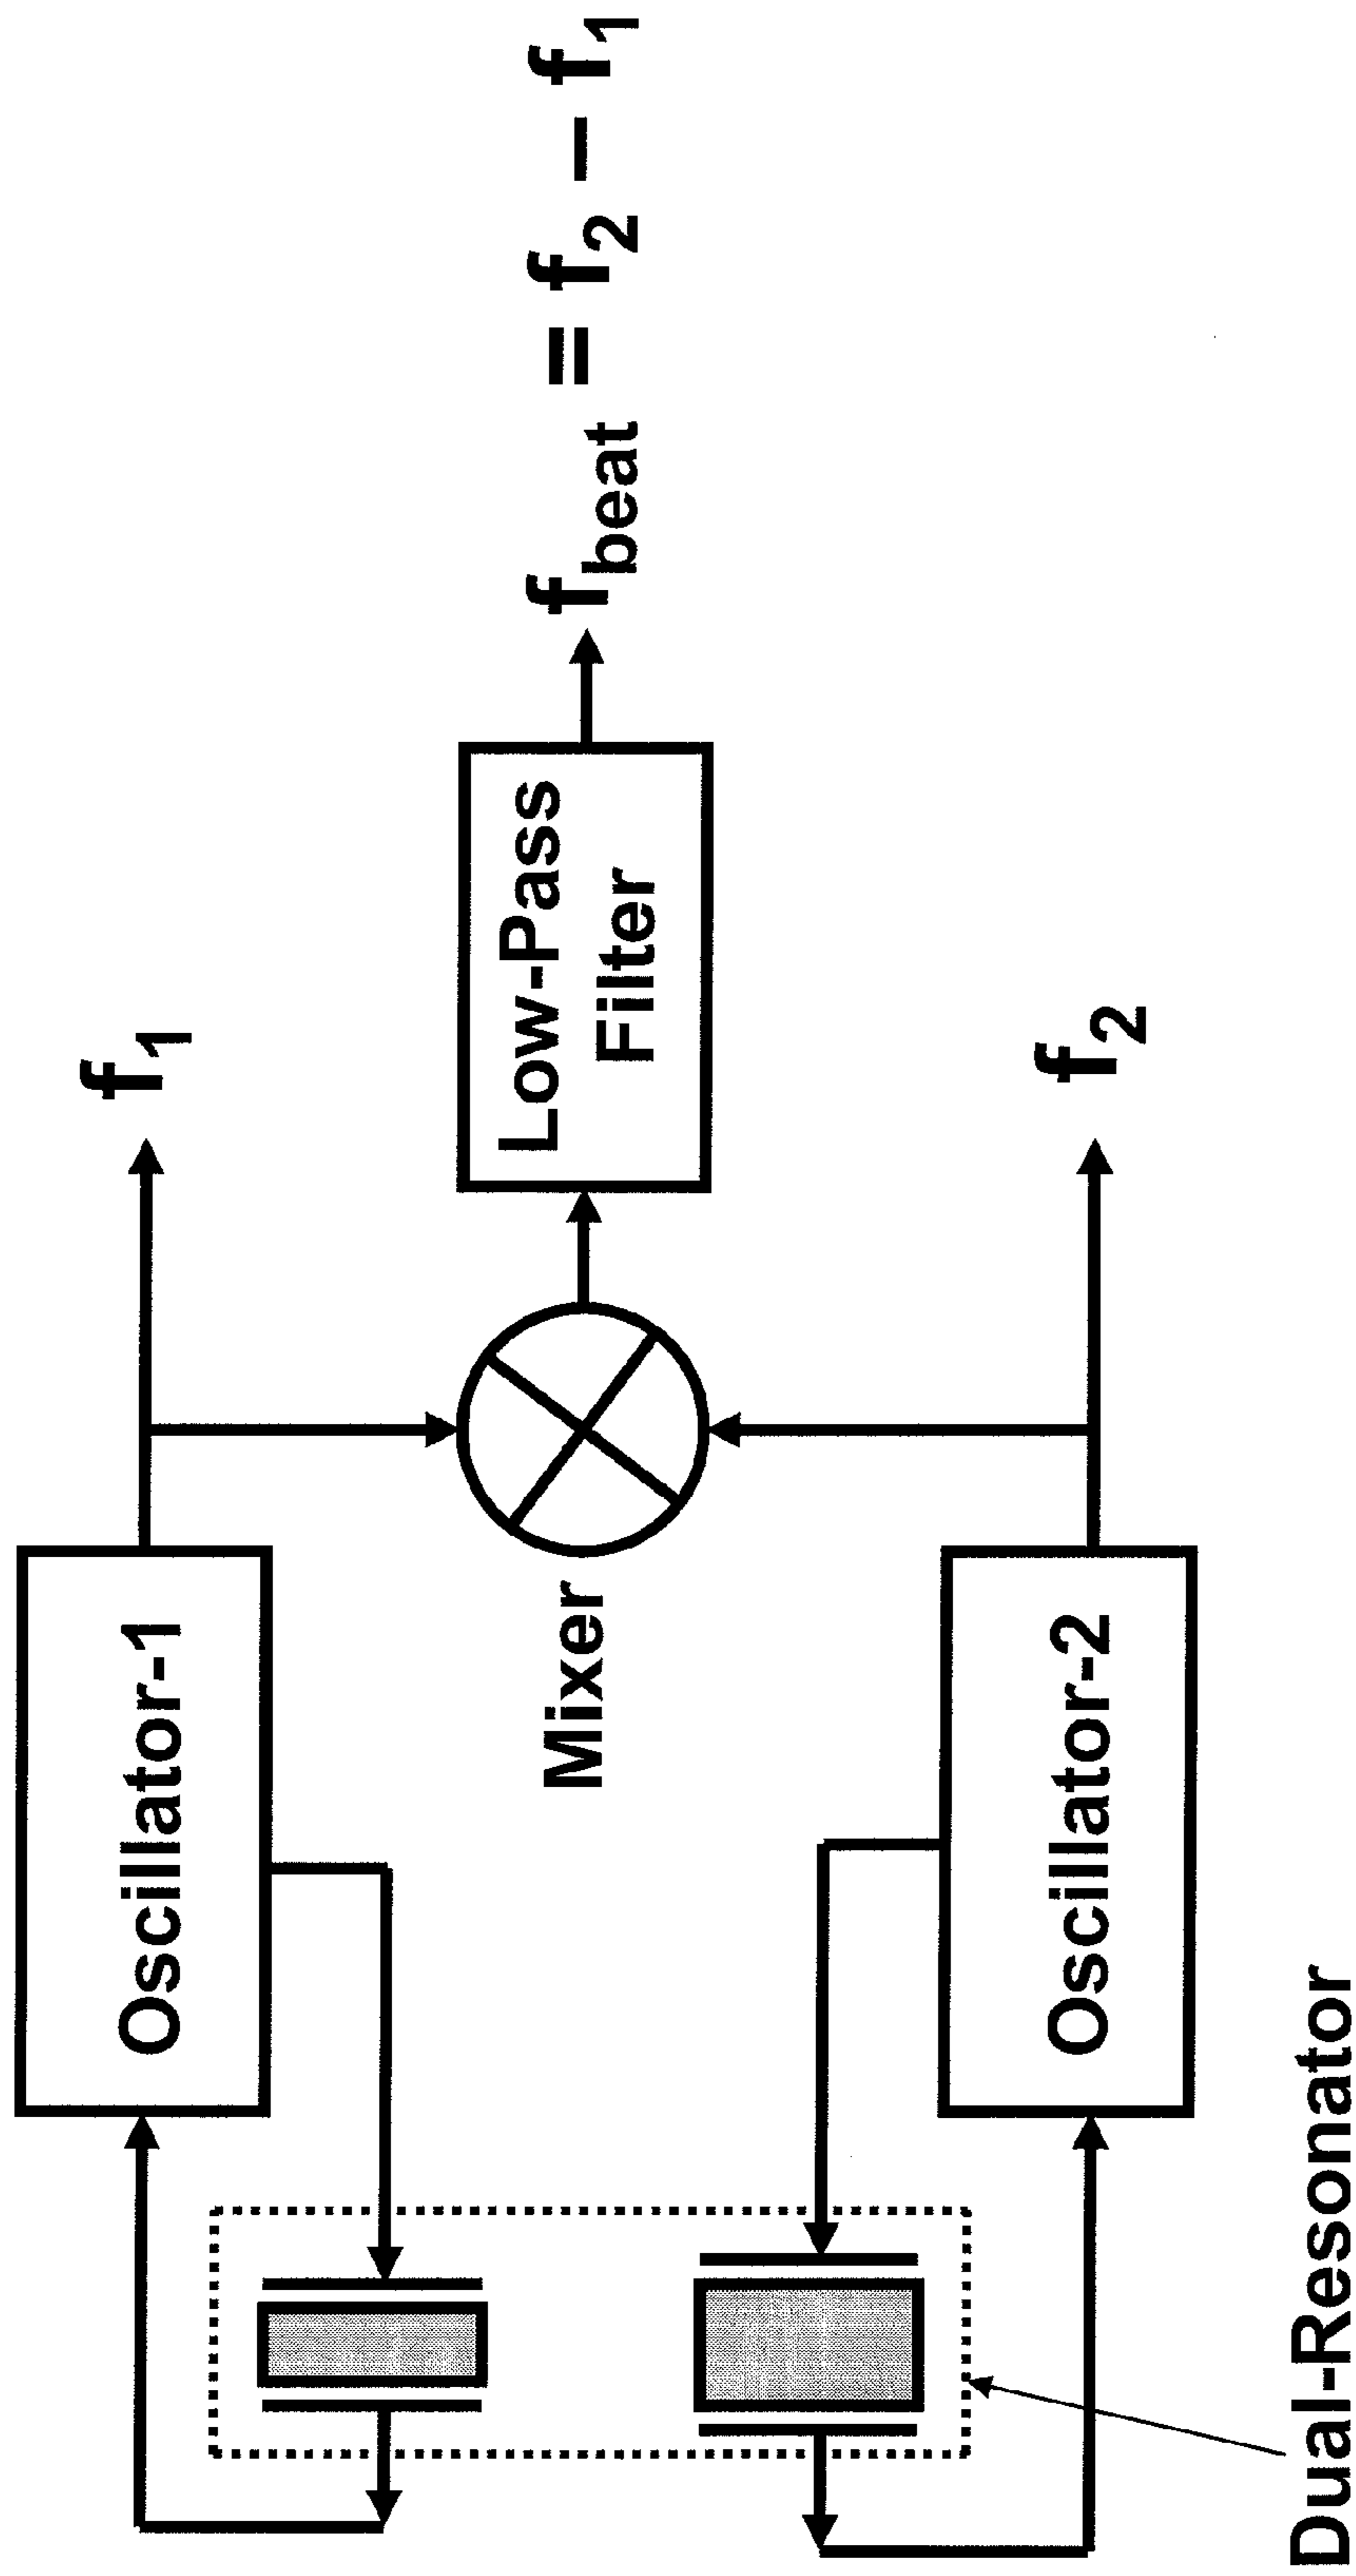 Oscillator-1
f1
Mixer
Low-Pass
Filter
fbeat = f2 – f1
Oscillator-2
f2
Dual-Resonator